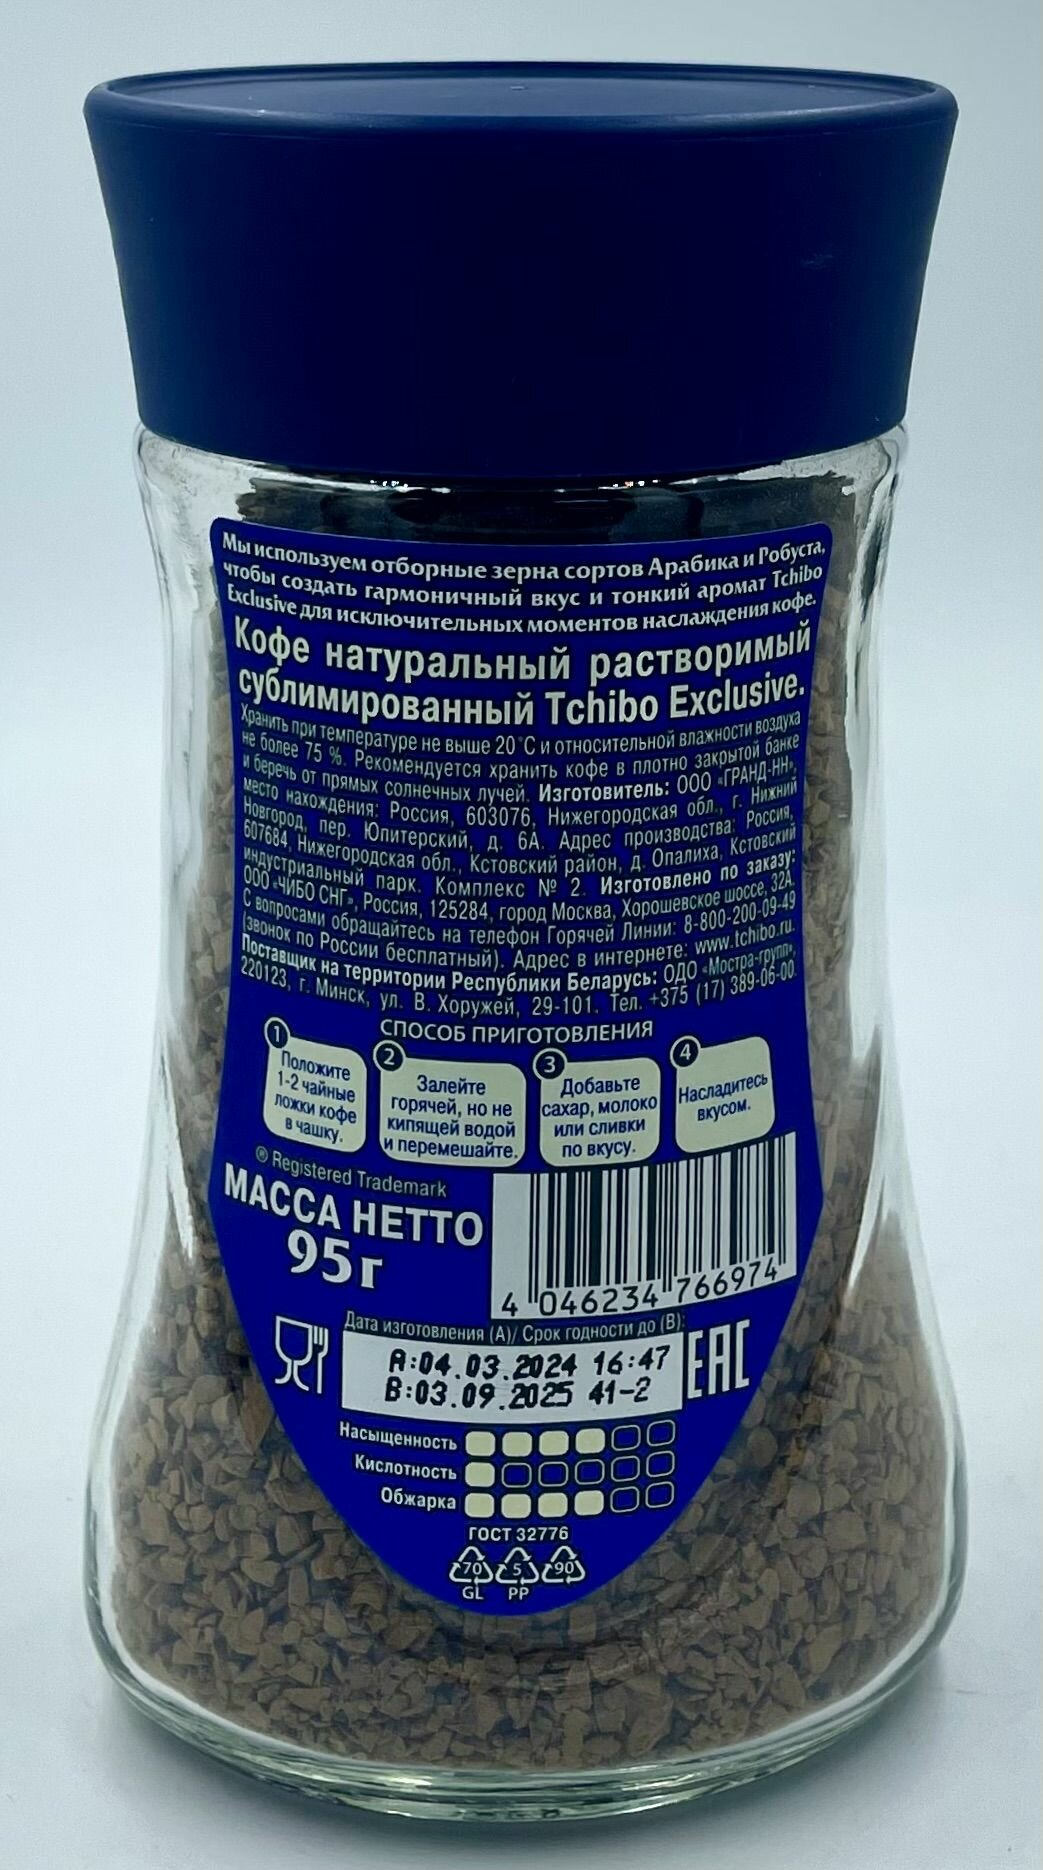 Мы используем отборные зерна сортов Арабика и Робуста,
чтобы создать гармоничный вкус и тонкий аромат Tchibo
Exclusive для исключительных моментов наслаждения кофе.
Кофе натуральный растворимый
сублимированный Tchibo Exclusive.
Хранить при температуре не выше 20°С и относительной влажности воздуха
не более 75 %. Рекомендуется хранить кофе в плотно закрытой банке
и беречь от прямых солнечных лучей. Изготовитель: ООО «ГРАНД-НН»,
место нахождения: Россия, 603076, Нижегородская обл., г. Нижний
Новгород, пер. Юпитерский, д. 6А. Адрес производства: Россия,
607684, Нижегородская обл., Кстовский район, д. Опалиха, Кстовский
индустриальный парк. Комплекс № 2. Изготовлено по заказу:
ООО «ЧИБО СНГ», Россия, 125284, город Москва, Хорошевское шоссе, 32А.
С вопросами обращайтесь на телефон Горячей Линии: 8-800-200-09-49
(звонок по России бесплатный). Адрес в интернете: www.tchibo.ru.
Поставщик на территории Республики Беларусь: ОДО «Мостра-групп»,
220123, г. Минск, ул. В. Хоружей, 29-101. Тел. +375 (17) 389-06-00.
СПОСОБ ПРИГОТОВЛЕНИЯ
1
Положите
1-2 чайные
ложки кофе
в чашку.
2
Залейте
горячей, но не
кипящей водой
и перемешайте.
3
Добавьте
сахар, молоко
или сливки
по вкусу.
4
Насладитесь
вкусом.
® Registered Trademark
МАССА НЕТТО
95г
4 046234 766974
Дата изготовления (А)/ Срок годности до (В):
A:04.03.2024 16:47
B:03.09.2025 41-2
EAC
Насыщенность
Кислотность
Обжарка
ГОСТ 32776
70 5 90
GL PP